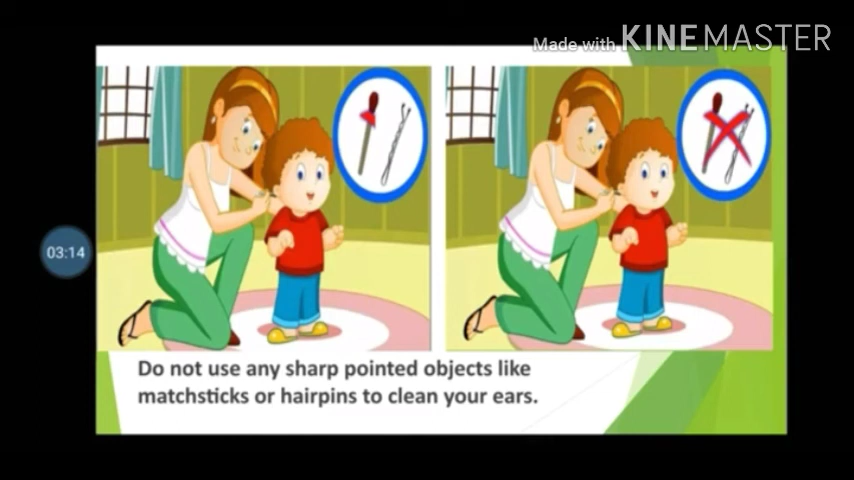 Made with KINEMASTER
03:14
Do not use any sharp pointed objects like
matchsticks or hairpins to clean your ears.